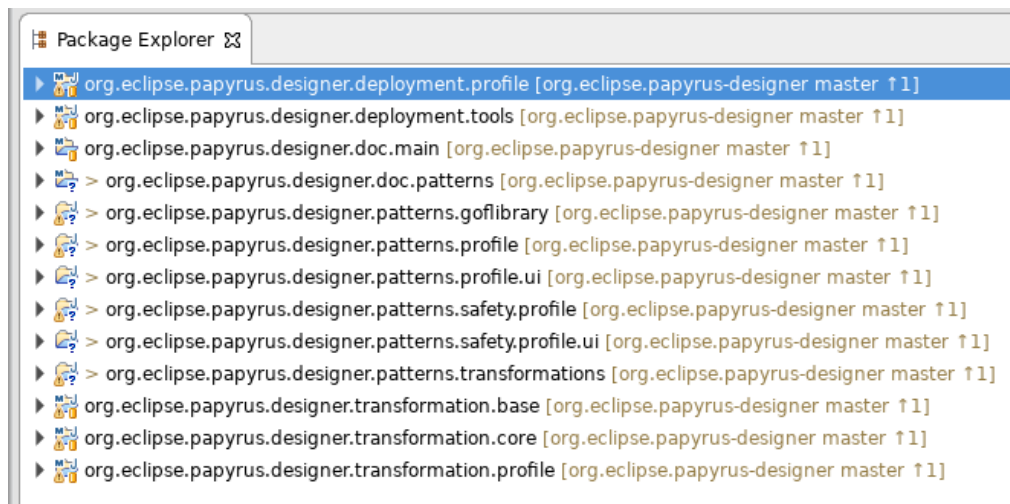 Package Explorer
org.eclipse.papyrus.designer.deployment.profile [org.eclipse.papyrus-designer master ↑1]
org.eclipse.papyrus.designer.deployment.tools [org.eclipse.papyrus-designer master ↑1]
org.eclipse.papyrus.designer.doc.main [org.eclipse.papyrus-designer master ↑1]
> org.eclipse.papyrus.designer.doc.patterns [org.eclipse.papyrus-designer master ↑1]
> org.eclipse.papyrus.designer.patterns.goflibrary [org.eclipse.papyrus-designer master ↑1]
> org.eclipse.papyrus.designer.patterns.profile [org.eclipse.papyrus-designer master ↑1]
> org.eclipse.papyrus.designer.patterns.profile.ui [org.eclipse.papyrus-designer master ↑1]
> org.eclipse.papyrus.designer.patterns.safety.profile [org.eclipse.papyrus-designer master ↑1]
> org.eclipse.papyrus.designer.patterns.safety.profile.ui [org.eclipse.papyrus-designer master ↑1]
> org.eclipse.papyrus.designer.patterns.transformations [org.eclipse.papyrus-designer master ↑1]
org.eclipse.papyrus.designer.transformation.base [org.eclipse.papyrus-designer master ↑1]
org.eclipse.papyrus.designer.transformation.core [org.eclipse.papyrus-designer master ↑1]
org.eclipse.papyrus.designer.transformation.profile [org.eclipse.papyrus-designer master ↑1]